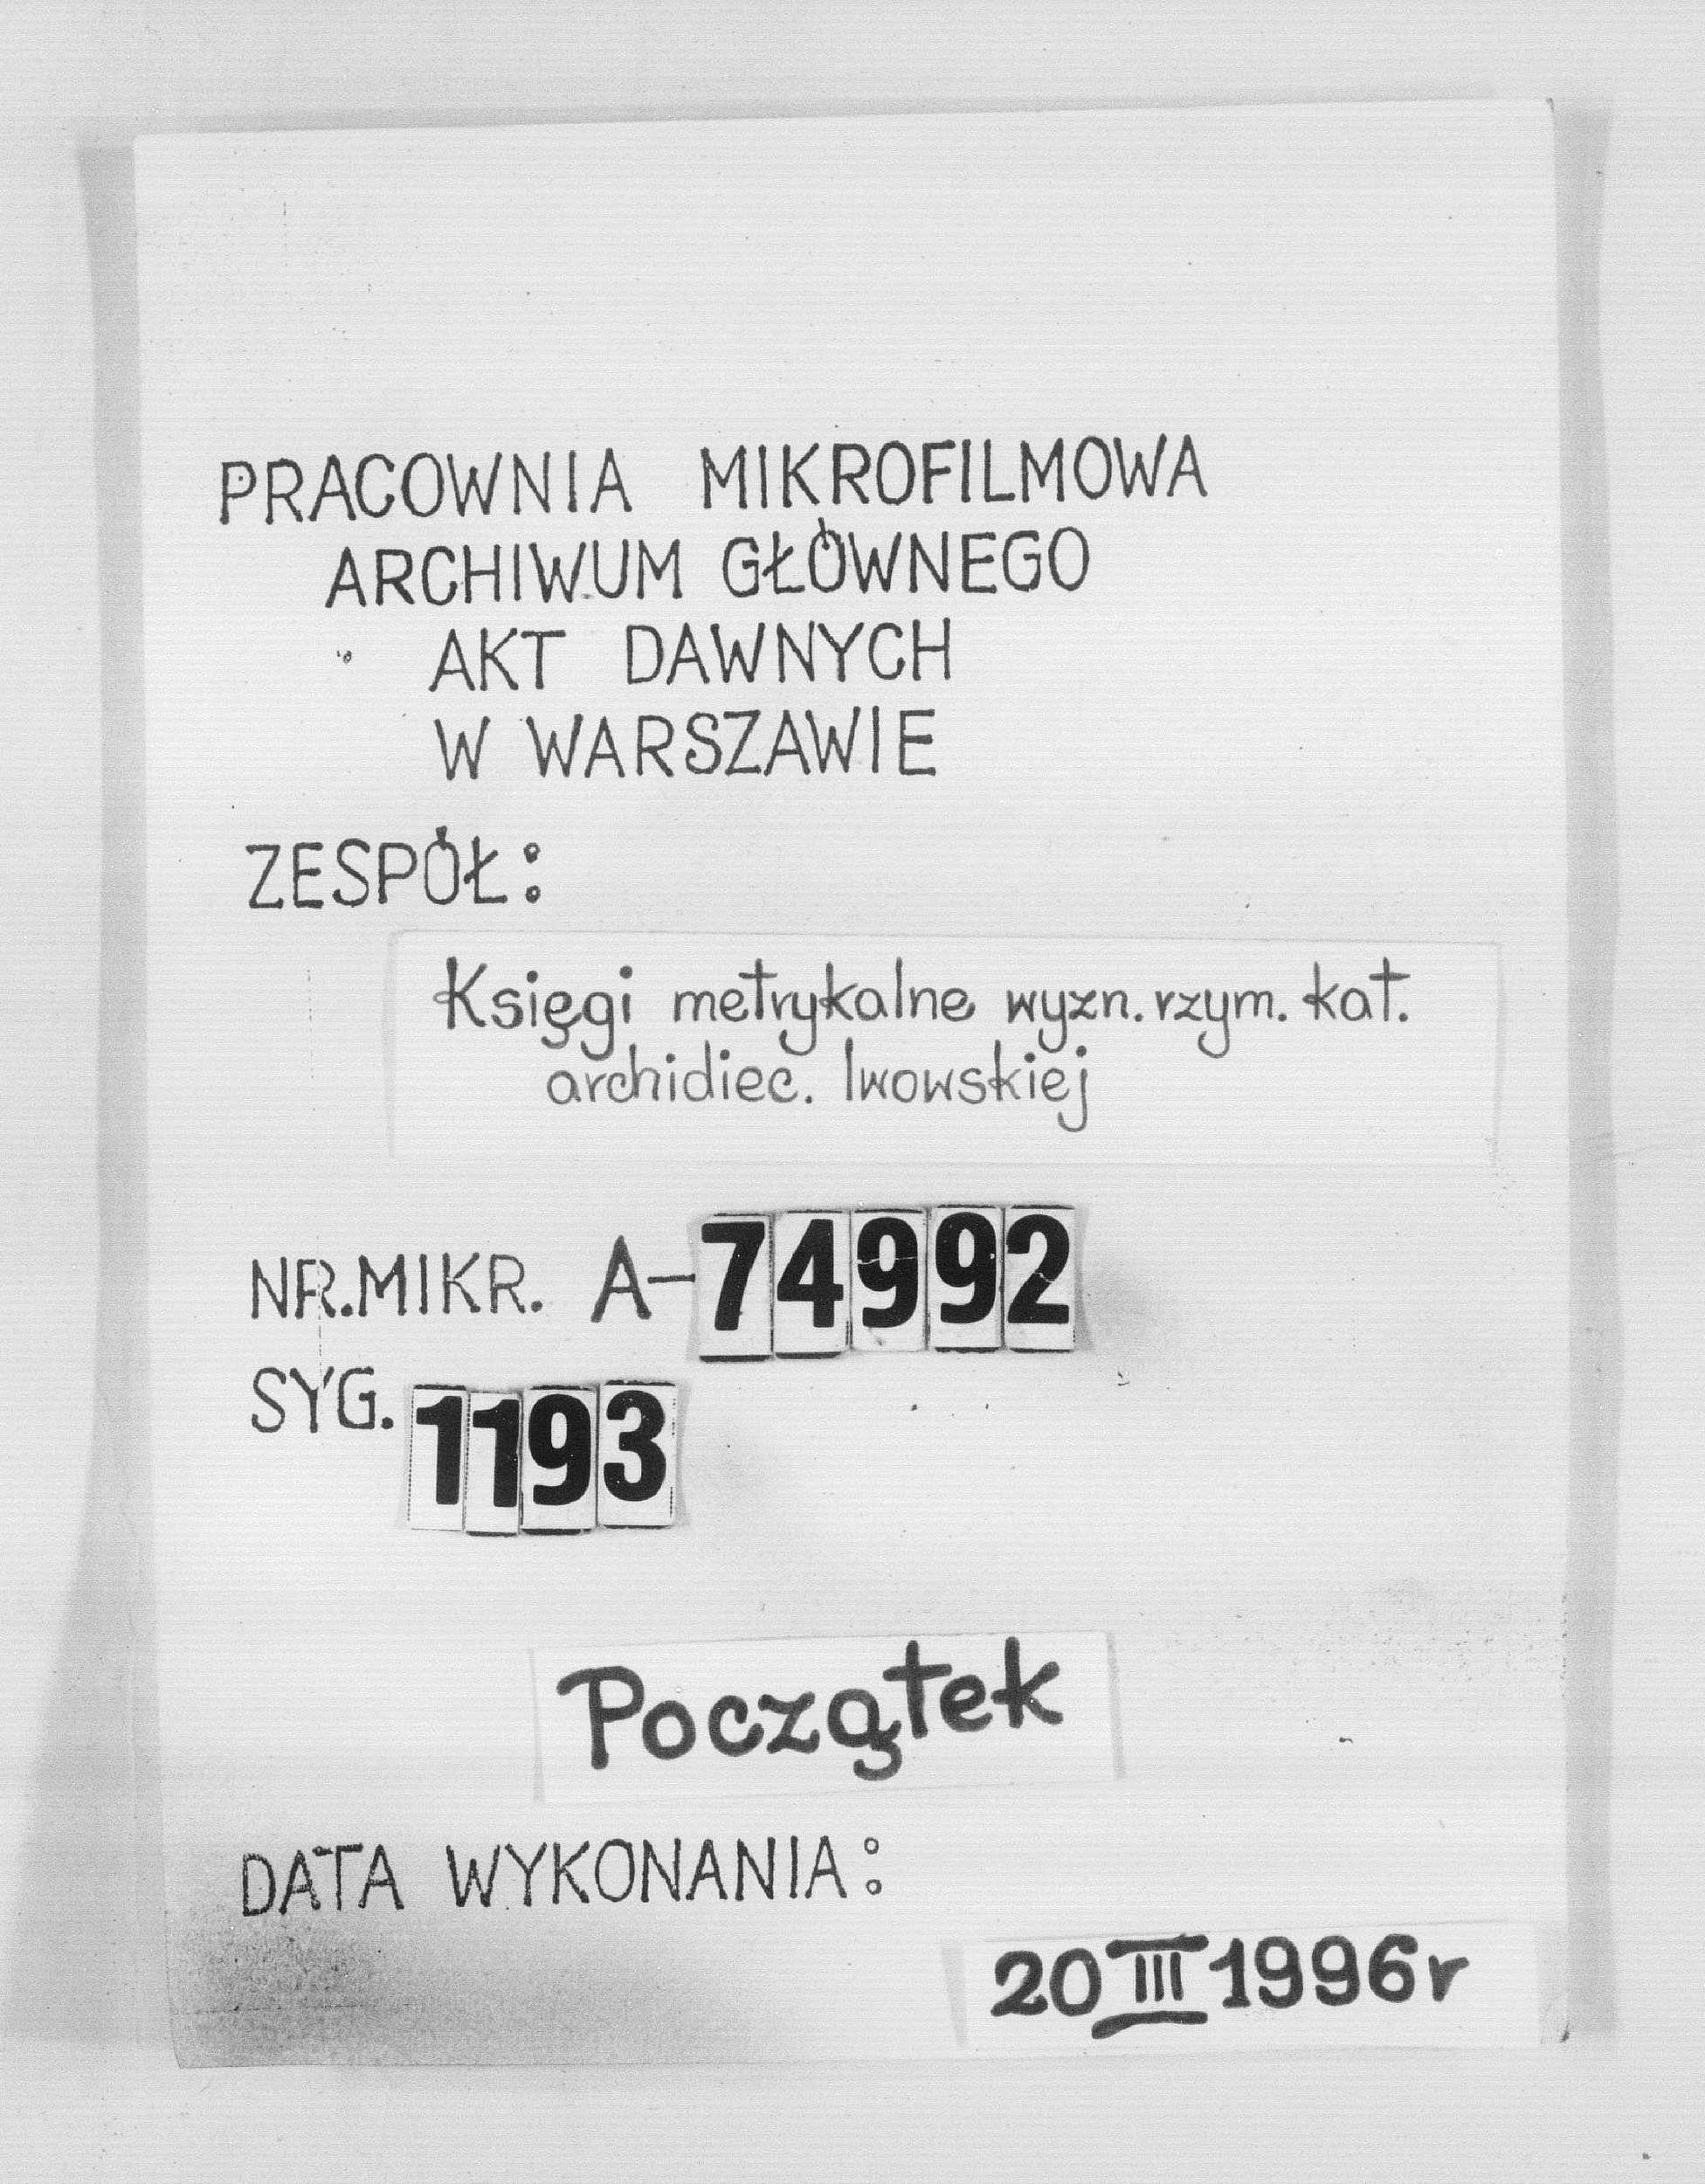 PRACOWNIA MIKROFILMOWA
ARCHIWUM GŁÓWNEGO
AKT DAWNYCH
W WARSZAWIE
ZESPÓŁ:
Księgi metrykalne wyzn. rzym. kat.
archidiec. lwowskiej
NR.MIKR. A-74992
SYG. 1193
Początek
DATA WYKONANIA:
20 III 1996r